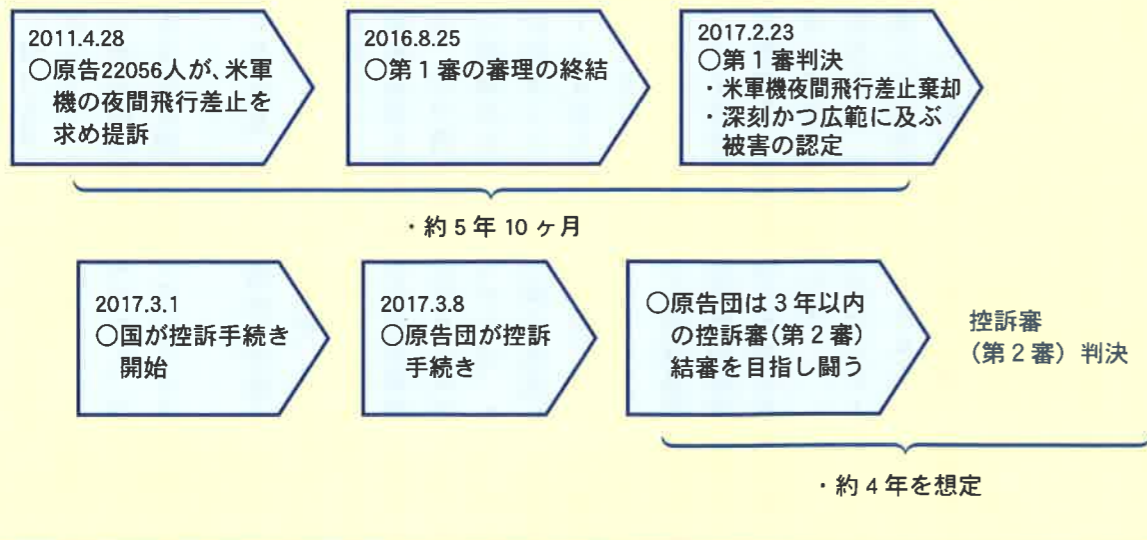 2011.4.28
〇原告22056人が、米軍
機の夜間飛行差止を
求め提訴
2016.8.25
〇第1審の審理の終結
2017.2.23
〇第1審判決
・米軍機夜間飛行差止棄却
・深刻かつ広範に及ぶ
被害の認定
・約5年10ヶ月
2017.3.1
〇国が控訴手続き
開始
2017.3.8
〇原告団が控訴
手続き
〇原告団は3年以内
の控訴審(第2審)
結審を目指し闘う
控訴審
(第2審)判決
・約4年を想定